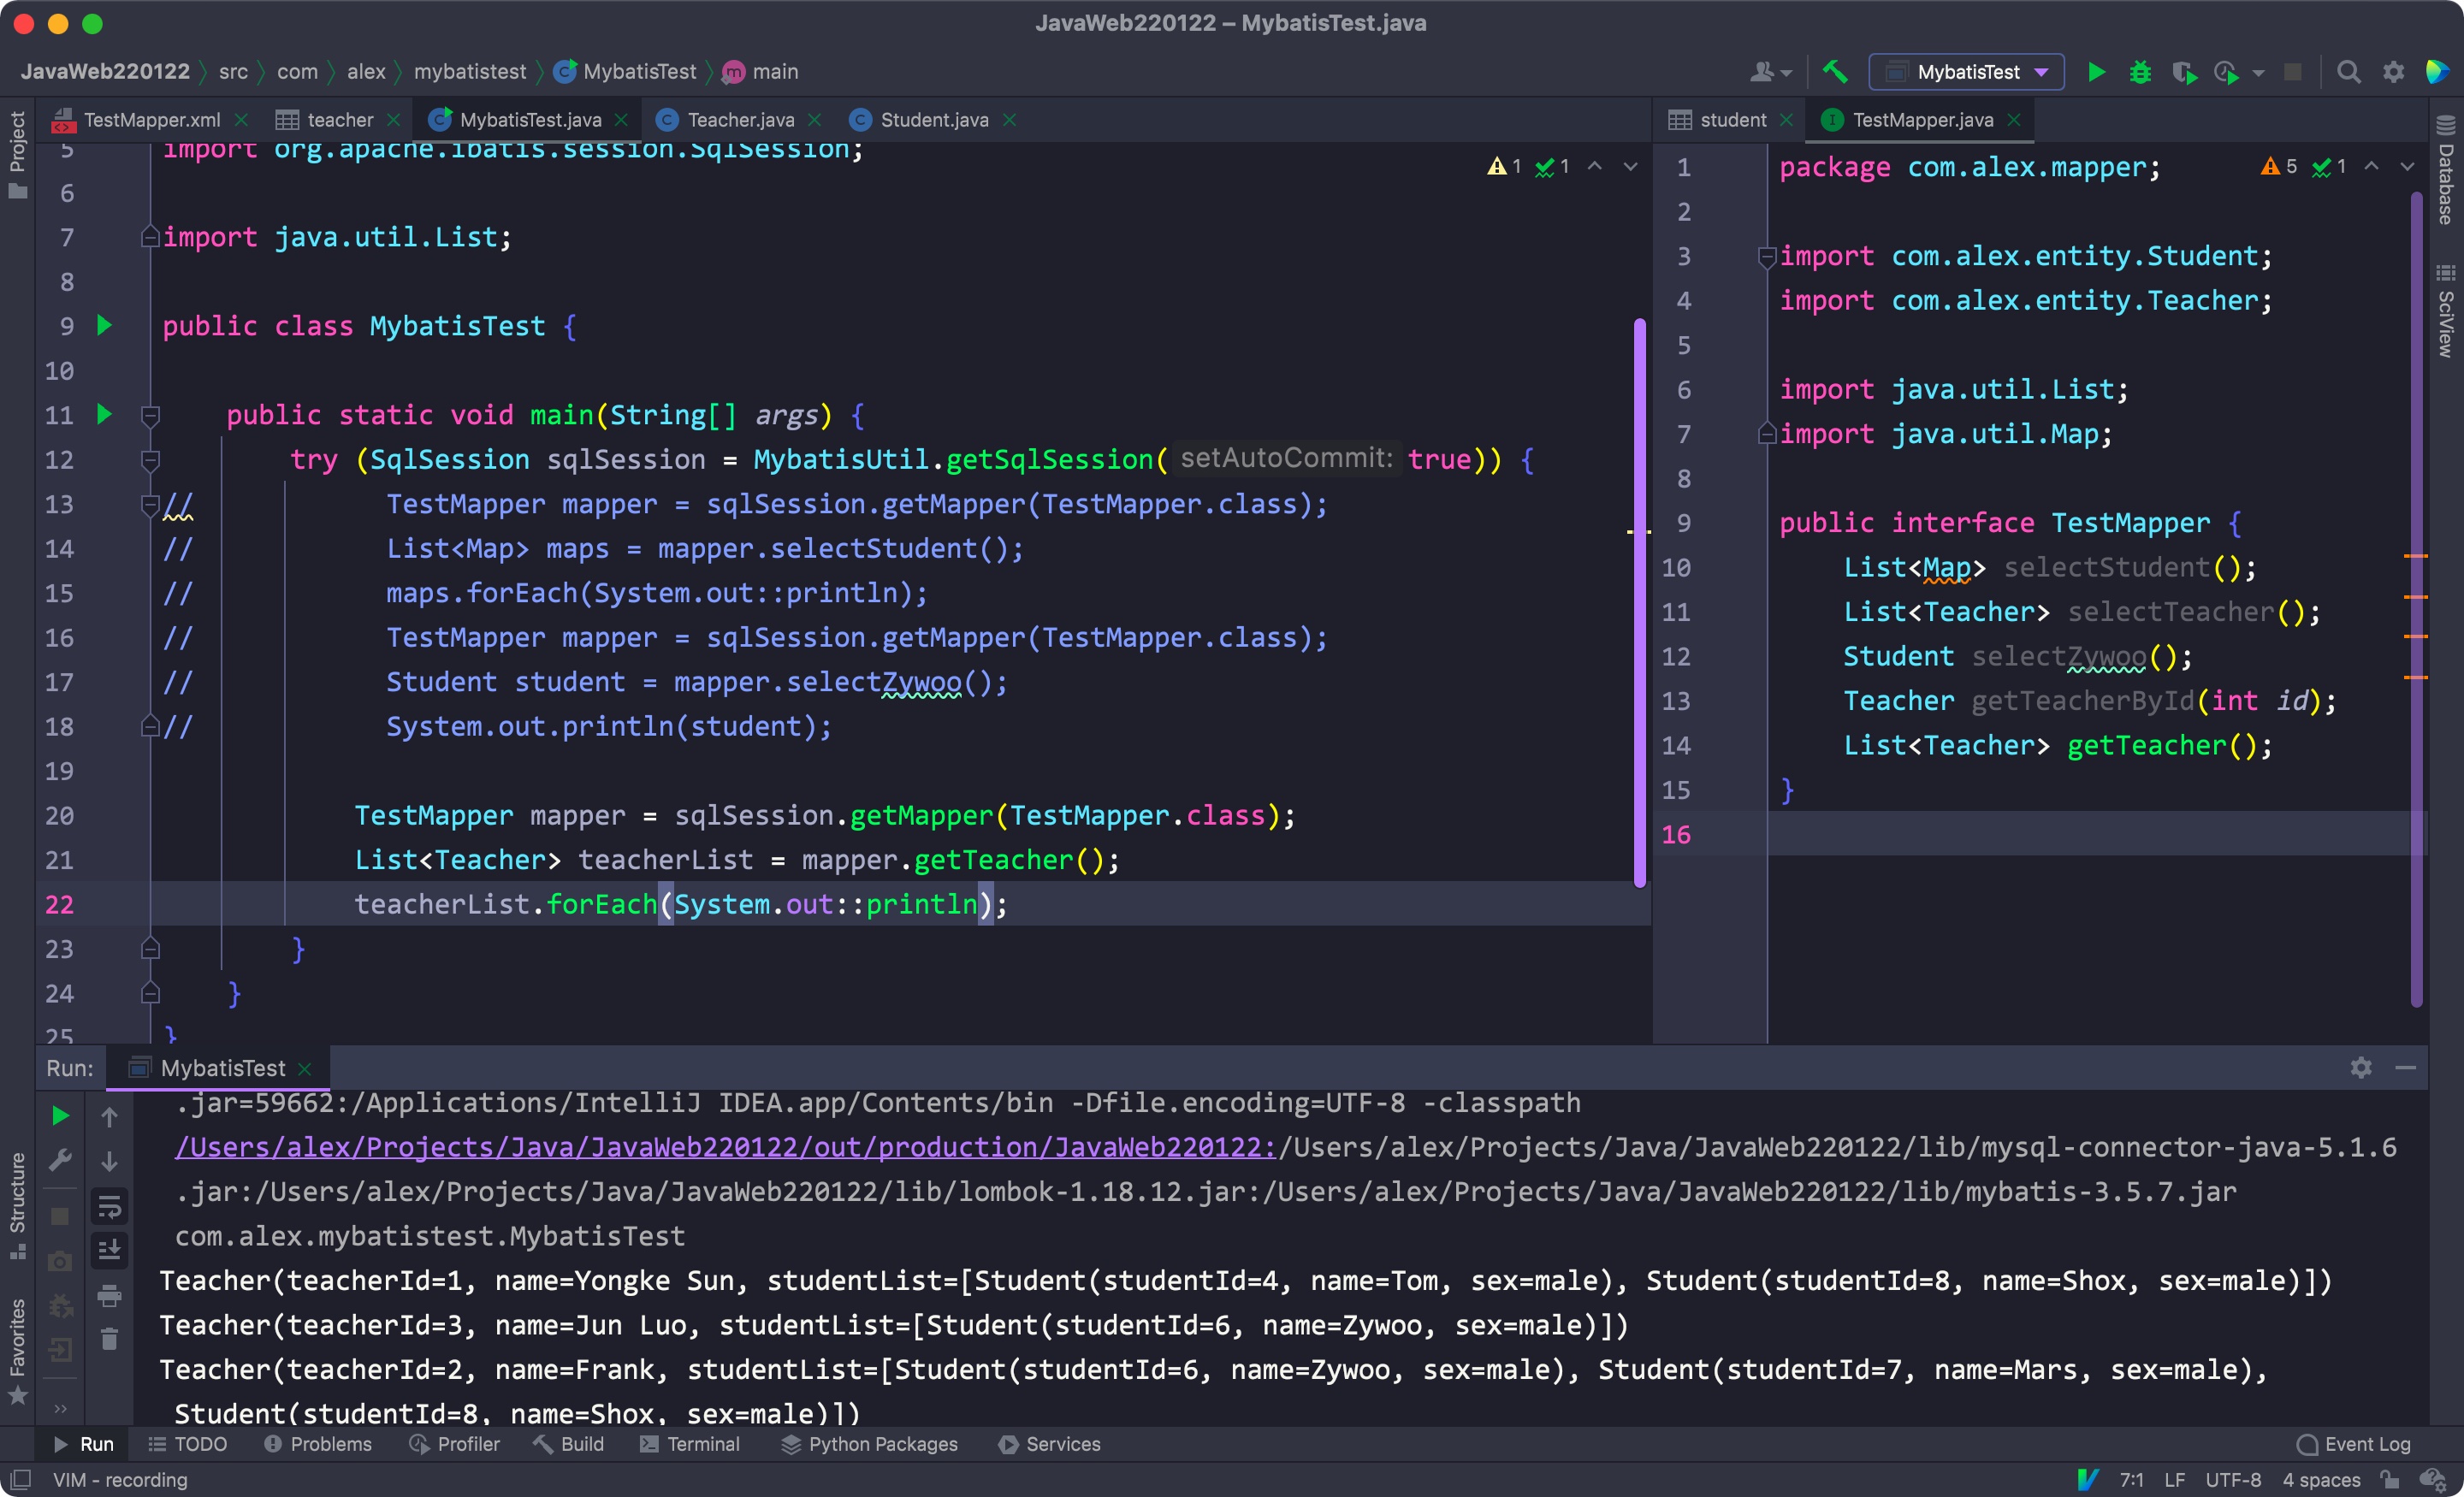 JavaWeb220122 – MybatisTest.java
JavaWeb220122 src com alex mybatistest MybatisTest main
MybatisTest
Project
TestMapper.xml teacher MybatisTest.java Teacher.java Student.java
student TestMapper.java
Database
SciView
5 import org.apache.ibatis.session.SqlSession;
1 1
6
7 import java.util.List;
8
9 public class MybatisTest {
10
11 public static void main(String[] args) {
12 try (SqlSession sqlSession = MybatisUtil.getSqlSession( setAutoCommit: true)) {
13 // TestMapper mapper = sqlSession.getMapper(TestMapper.class);
14 // List<Map> maps = mapper.selectStudent();
15 // maps.forEach(System.out::println);
16 // TestMapper mapper = sqlSession.getMapper(TestMapper.class);
17 // Student student = mapper.selectZywoo();
18 // System.out.println(student);
19
20 TestMapper mapper = sqlSession.getMapper(TestMapper.class);
21 List<Teacher> teacherList = mapper.getTeacher();
22 teacherList.forEach(System.out::println);
23 }
24 }
25 }
1 package com.alex.mapper;
5 1
2
3 import com.alex.entity.Student;
4 import com.alex.entity.Teacher;
5
6 import java.util.List;
7 import java.util.Map;
8
9 public interface TestMapper {
10 List<Map> selectStudent();
11 List<Teacher> selectTeacher();
12 Student selectZywoo();
13 Teacher getTeacherById(int id);
14 List<Teacher> getTeacher();
15 }
16
Run: MybatisTest
.jar=59662:/Applications/IntelliJ IDEA.app/Contents/bin -Dfile.encoding=UTF-8 -classpath
/Users/alex/Projects/Java/JavaWeb220122/out/production/JavaWeb220122:/Users/alex/Projects/Java/JavaWeb220122/lib/mysql-connector-java-5.1.6
.jar:/Users/alex/Projects/Java/JavaWeb220122/lib/lombok-1.18.12.jar:/Users/alex/Projects/Java/JavaWeb220122/lib/mybatis-3.5.7.jar
com.alex.mybatistest.MybatisTest
Teacher(teacherId=1, name=Yongke Sun, studentList=[Student(studentId=4, name=Tom, sex=male), Student(studentId=8, name=Shox, sex=male)])
Teacher(teacherId=3, name=Jun Luo, studentList=[Student(studentId=6, name=Zywoo, sex=male)])
Teacher(teacherId=2, name=Frank, studentList=[Student(studentId=6, name=Zywoo, sex=male), Student(studentId=7, name=Mars, sex=male),
Student(studentId=8, name=Shox, sex=male)])
Structure
Favorites
Run TODO Problems Profiler Build Terminal Python Packages Services Event Log
VIM - recording 7:1 LF UTF-8 4 spaces